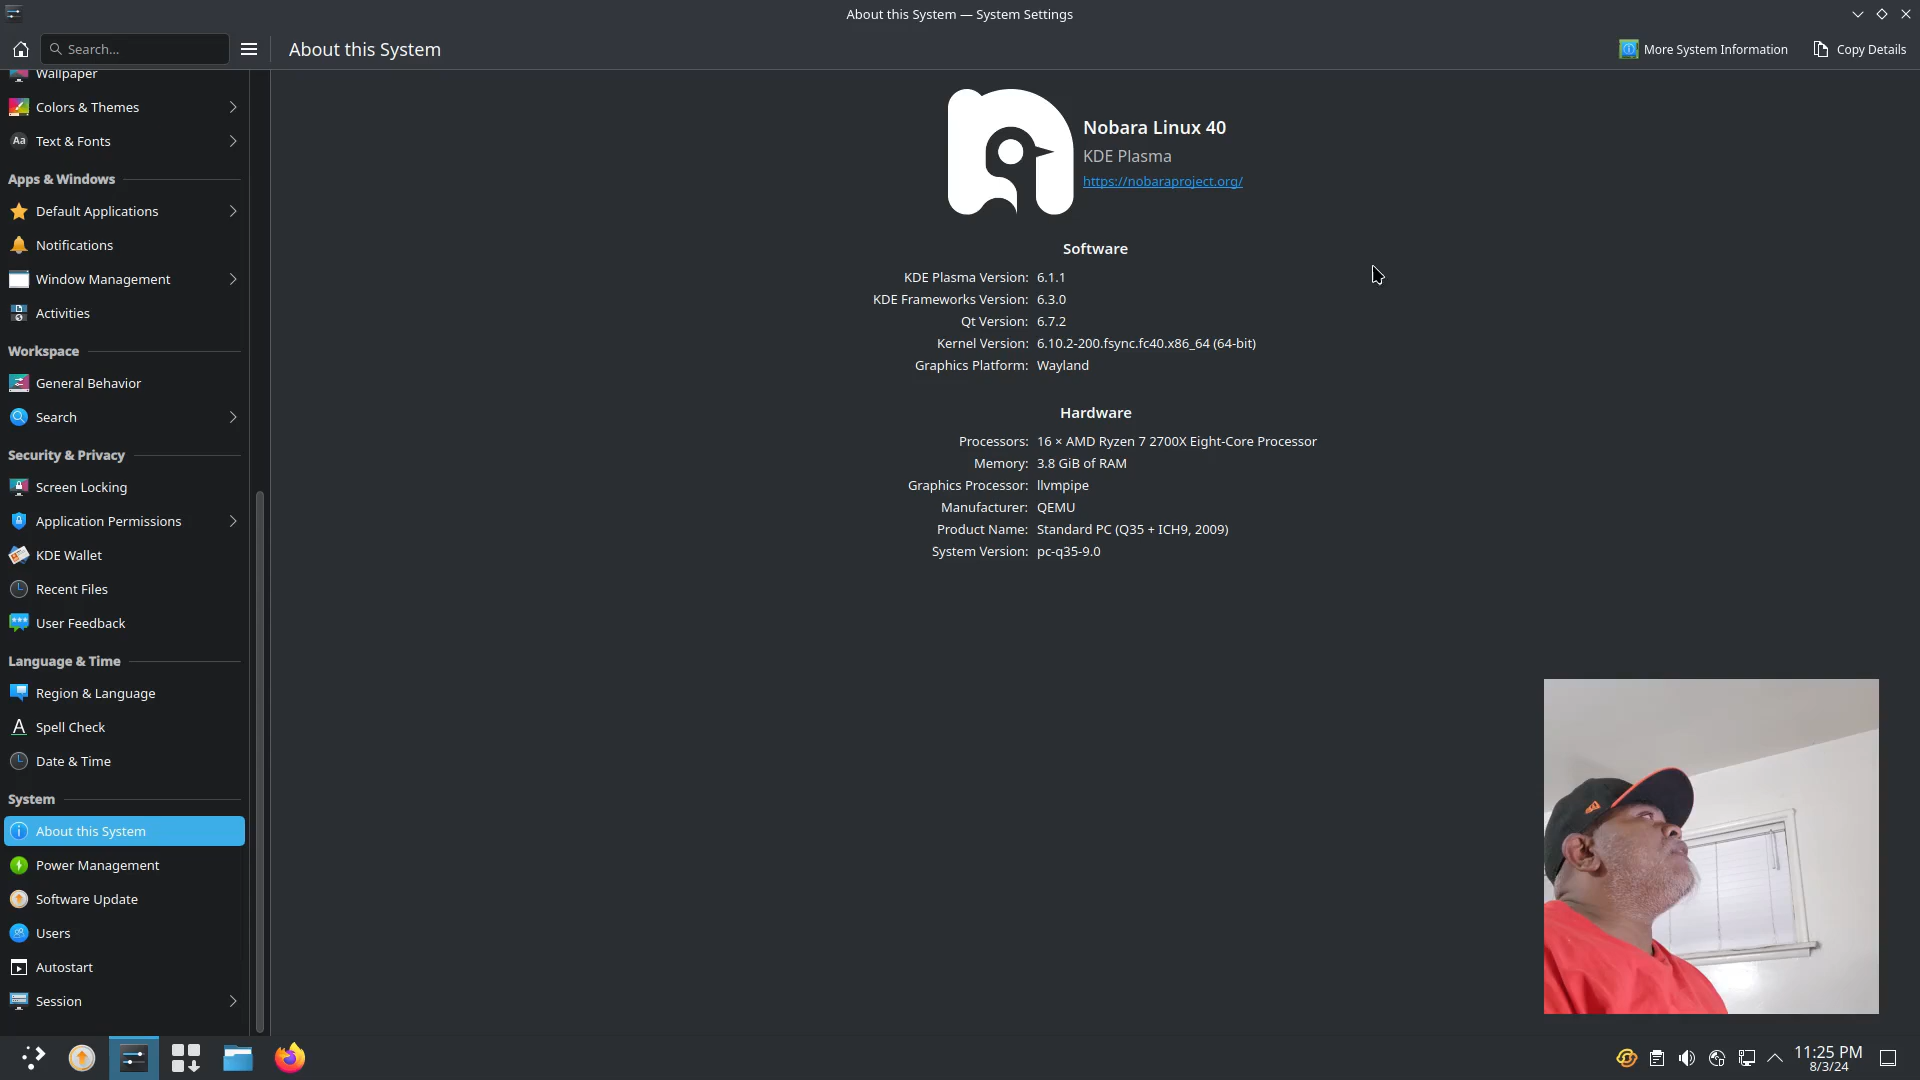 About this System — System Settings
Search...
About this System
More System Information
Copy Details
Wallpaper
Colors & Themes
Aa
Text & Fonts
Apps & Windows
Default Applications
Notifications
Window Management
Activities
Workspace
General Behavior
Search
Security & Privacy
Screen Locking
Application Permissions
KDE Wallet
Recent Files
User Feedback
Language & Time
Region & Language
Spell Check
Date & Time
System
About this System
Power Management
Software Update
Users
Autostart
Session
Nobara Linux 40
KDE Plasma
https://nobaraproject.org/
Software
KDE Plasma Version: 6.1.1
KDE Frameworks Version: 6.3.0
Qt Version: 6.7.2
Kernel Version: 6.10.2-200.fsync.fc40.x86_64 (64-bit)
Graphics Platform: Wayland
Hardware
Processors: 16 × AMD Ryzen 7 2700X Eight-Core Processor
Memory: 3.8 GiB of RAM
Graphics Processor: llvmpipe
Manufacturer: QEMU
Product Name: Standard PC (Q35 + ICH9, 2009)
System Version: pc-q35-9.0
11:25 PM
8/3/24